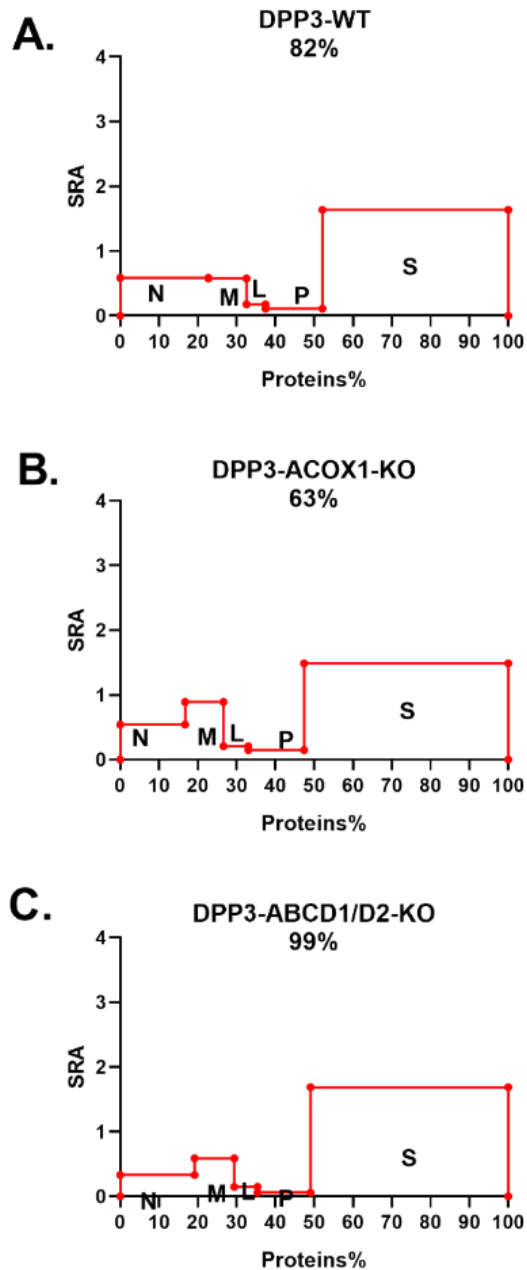 A.
DPP3-WT
82%
4
3
2
1
0
SRA
N
M
L
P
S
0 10 20 30 40 50 60 70 80 90 100
Proteins%
B.
DPP3-ACOX1-KO
63%
4
3
2
1
0
SRA
N
M
L
P
S
0 10 20 30 40 50 60 70 80 90 100
Proteins%
C.
DPP3-ABCD1/D2-KO
99%
4
3
2
1
0
SRA
N
M
L
P
S
0 10 20 30 40 50 60 70 80 90 100
Proteins%